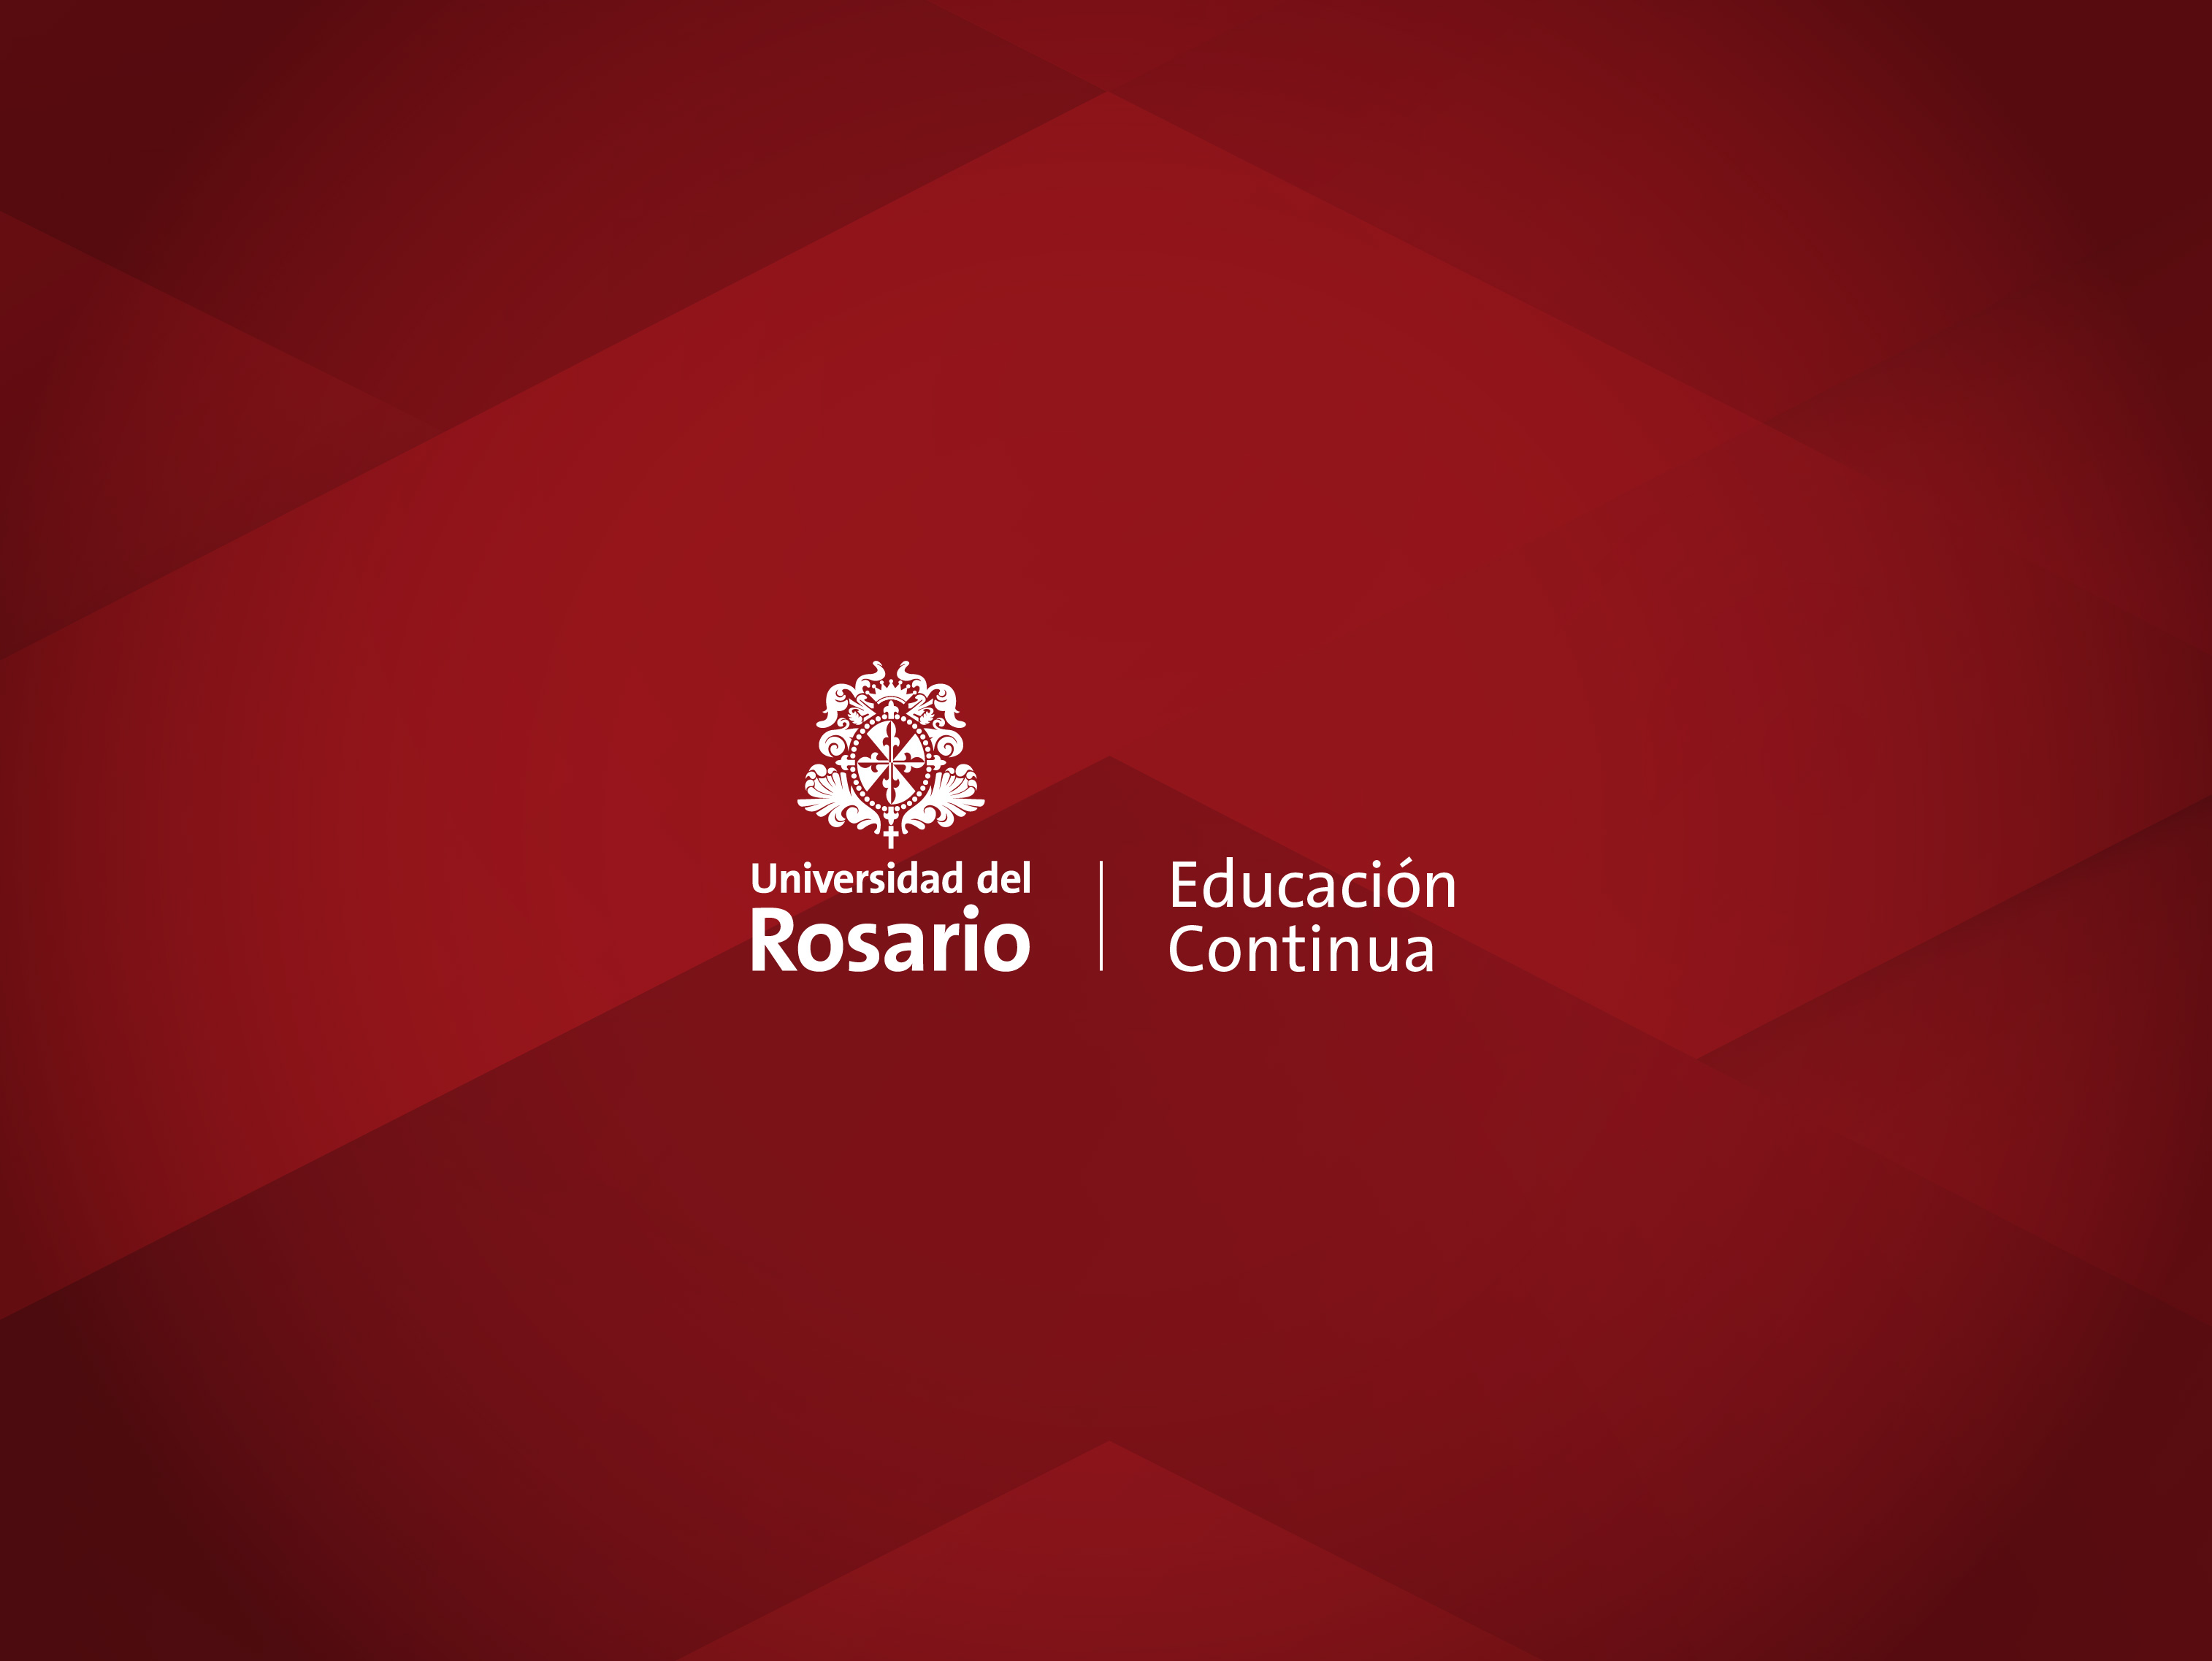 Universidad del
Rosario
Educación
Continua